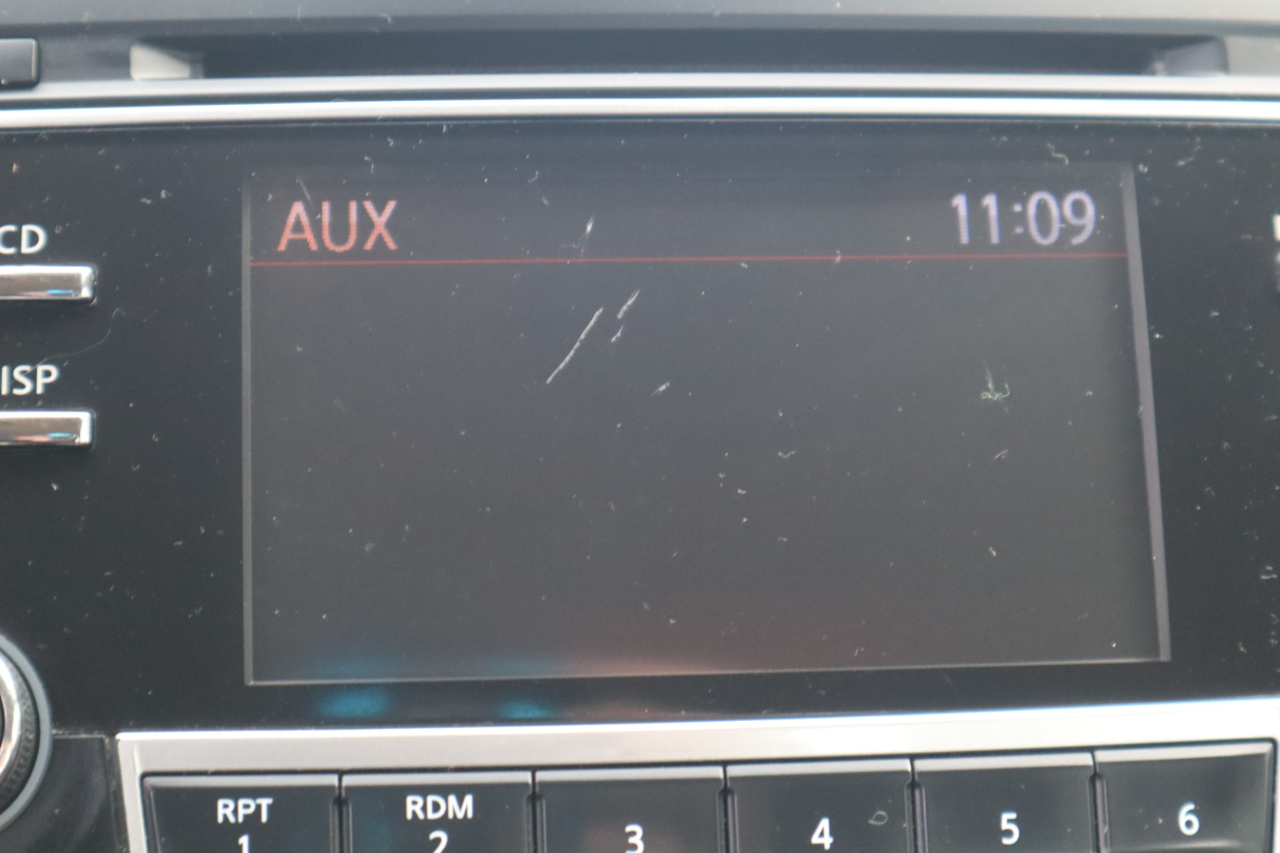 AUX 11:09
CD
ISP
RPT RDM
1 2 3 4 5 6